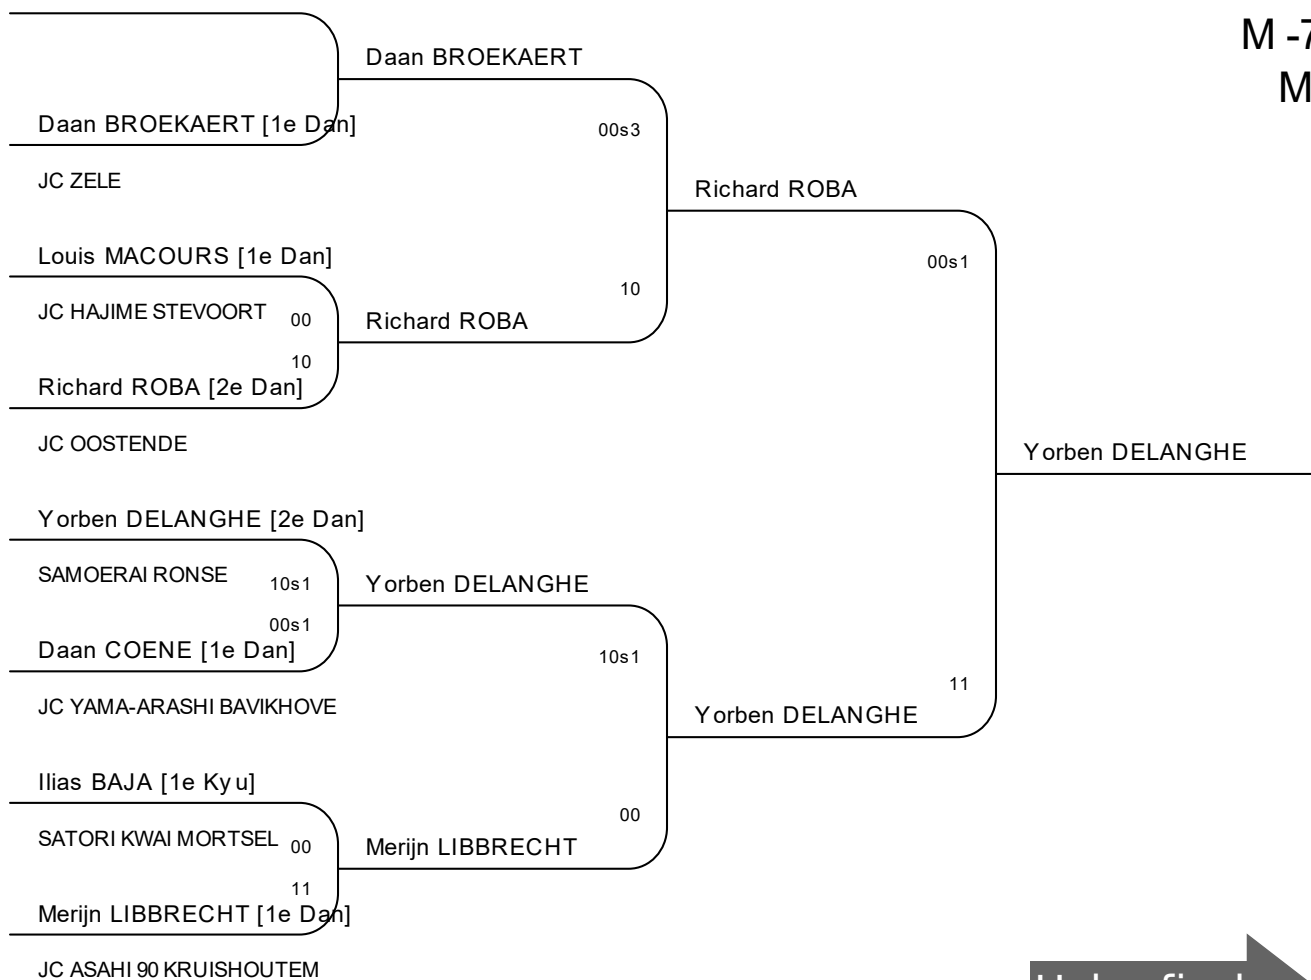 M -7
M
Daan BROEKAERT
Daan BROEKAERT [1e Dan]
00s3
JC ZELE
Richard ROBA
Louis MACOURS [1e Dan]
00s1
JC HAJIME STEVOORT 00
10
Richard ROBA
10
Richard ROBA [2e Dan]
JC OOSTENDE
Yorben DELANGHE
Yorben DELANGHE [2e Dan]
SAMOERAI RONSE 10s1
Yorben DELANGHE
00s1
Daan COENE [1e Dan]
10s1
11
JC YAMA-ARASHI BAVIKHOVE
Yorben DELANGHE
Ilias BAJA [1e Kyu]
00
SATORI KWAI MORTSEL 00
Merijn LIBBRECHT
11
Merijn LIBBRECHT [1e Dan]
JC ASAHI 90 KRUISHOUTEM